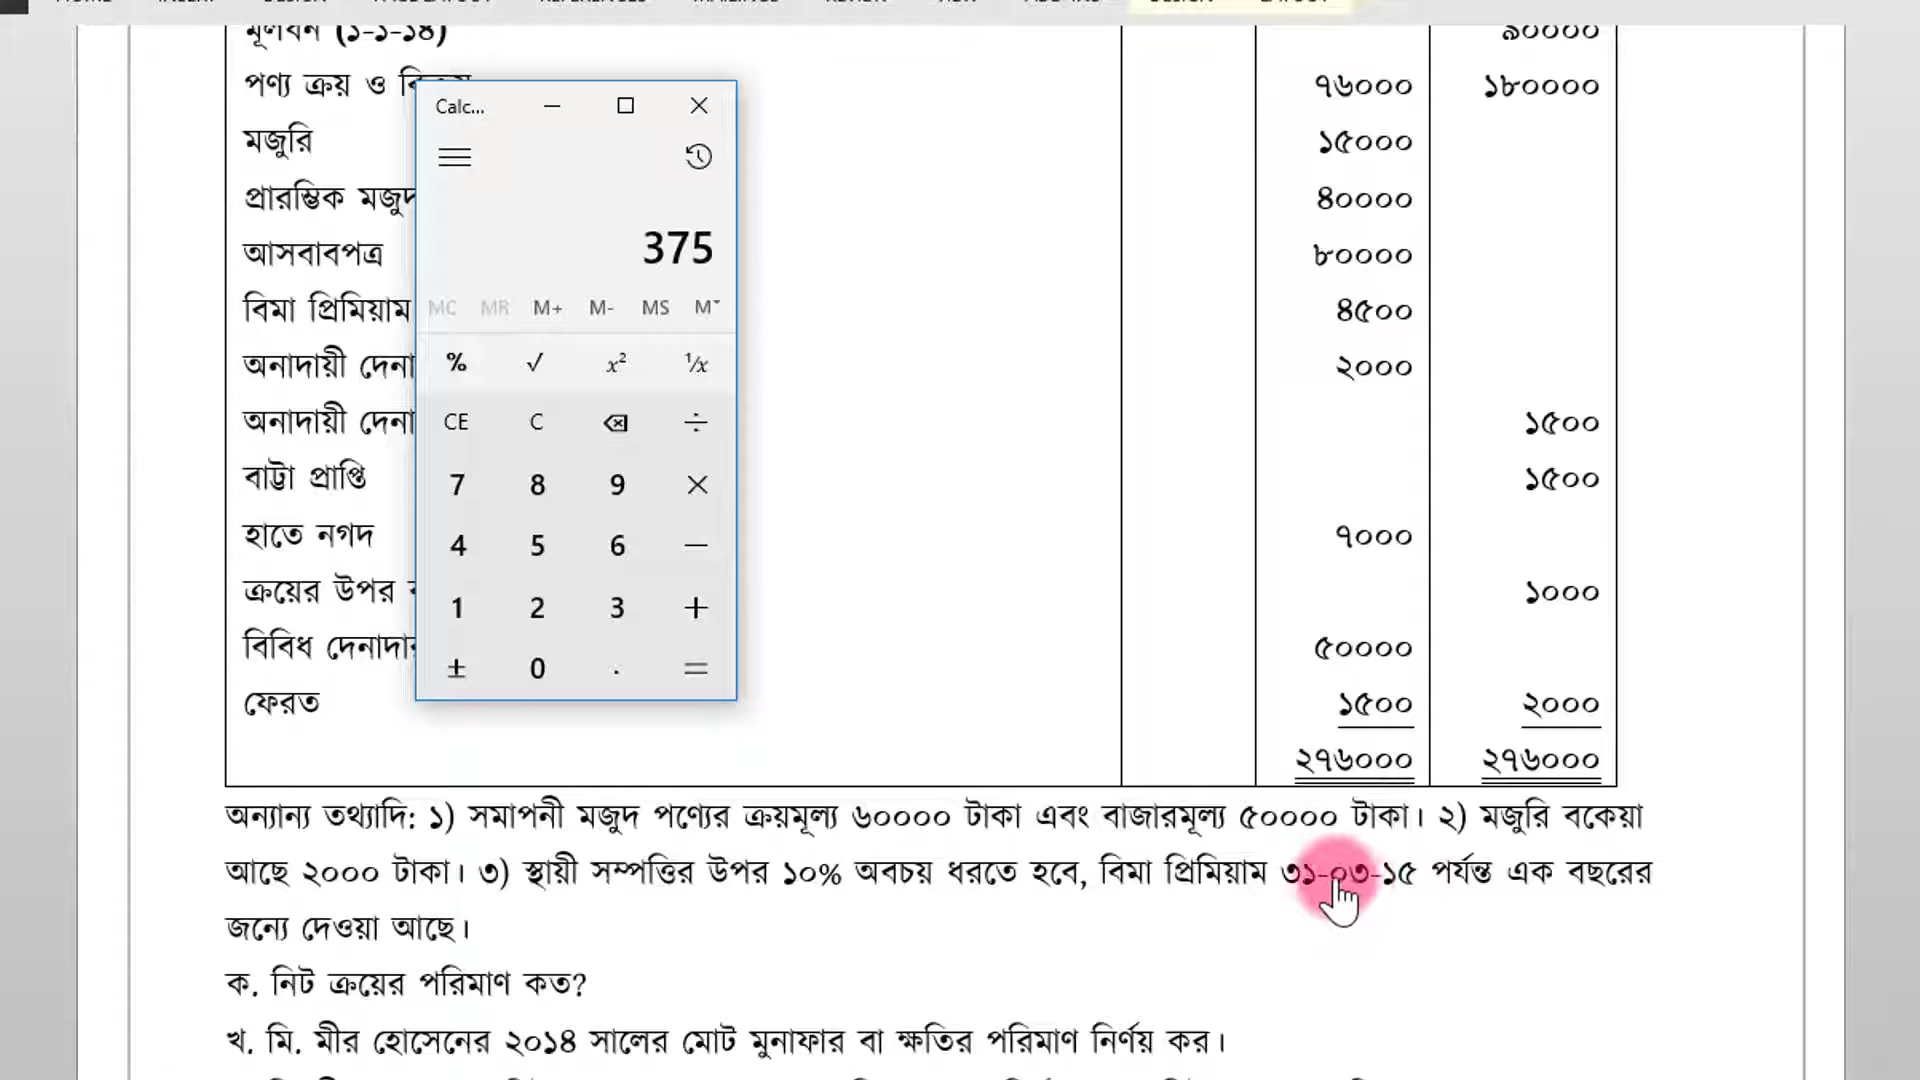 মূলধন (১-১-১৪) ৯০০০০
পণ্য ক্রয় ও ৭৬০০০ ১৮০০০০
মজুরি ১৫০০০
প্রারম্ভিক মজুদ ৪০০০০
আসবাবপত্র ৮০০০০
বিমা প্রিমিয়াম ৪৫০০
অনাদায়ী দেনা ২০০০
অনাদায়ী দেনা ১৫০০
বাট্টা প্রাপ্তি ১৫০০
হাতে নগদ ৭০০০
ক্রয়ের উপর ১০০০
বিবিধ দেনাদার ৫০০০০
ফেরত ১৫০০ ২০০০
২৭৬০০০ ২৭৬০০০
Calc...
375
MC MR M+ M- MS M˅
% √ x² ¹/x
CE C ÷
7 8 9 ×
4 5 6 −
1 2 3 +
± 0 . =
অন্যান্য তথ্যাদি: ১) সমাপনী মজুদ পণ্যের ক্রয়মূল্য ৬০০০০ টাকা এবং বাজারমূল্য ৫০০০০ টাকা। ২) মজুরি বকেয়া
আছে ২০০০ টাকা। ৩) স্থায়ী সম্পত্তির উপর ১০% অবচয় ধরতে হবে, বিমা প্রিমিয়াম ৩১-০৩-১৫ পর্যন্ত এক বছরের
জন্যে দেওয়া আছে।
ক. নিট ক্রয়ের পরিমাণ কত?
খ. মি. মীর হোসেনের ২০১৪ সালের মোট মুনাফার বা ক্ষতির পরিমাণ নির্ণয় কর।